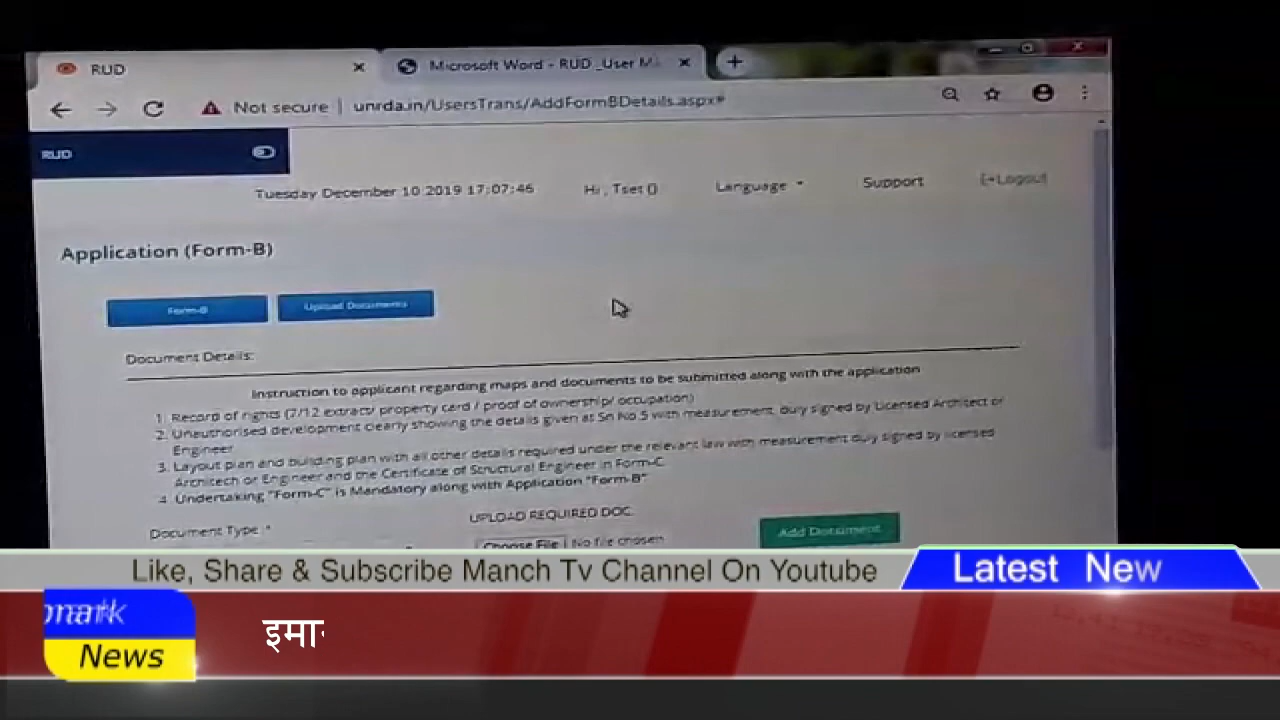 RUD
Microsoft Word - RUD_User M
Not secure | unrda.in/UsersTrans/AddFormBDetails.aspx#
RUD
Tuesday December 10 2019 17:07:46
Hi , Tset ()
Language
Support
Logout
Application (Form-B)
Form-B
Upload Documents
Document Details:
Instruction to applicant regarding maps and documents to be submitted along with the application
1. Record of rights (7/12 extract/ property card / proof of ownership/ occupation)
2. Unauthorised development clearly showing the details given at Sn No.5 with measurement, duly signed by Licensed Architect or
Engineer
3. Layout plan and building plan with all other details required under the relevant law with measurement duly signed by licensed
Architech or Engineer and the Certificate of Structural Engineer in Form-C
4. Undertaking "Form-C" is Mandatory along with Application "Form-B"
UPLOAD REQUIRED DOC.
Document Type : *
Choose File No file chosen
Add Document
Like, Share & Subscribe Manch Tv Channel On Youtube
Latest New
News
इमा